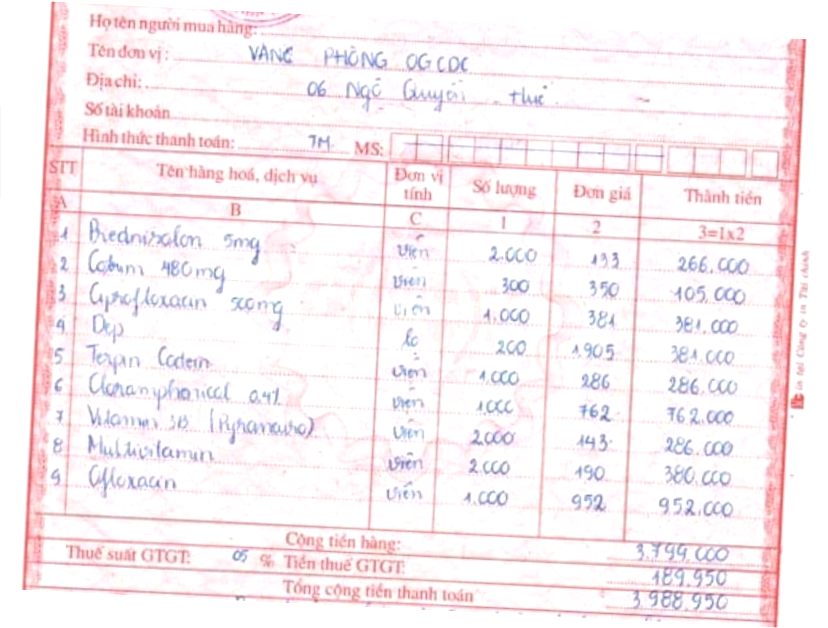 Họ tên người mua hàng:
Tên đơn vị: VĂNG PHÒNG OGCDC
Địa chỉ: 06 Ngô Quyền - Huế
Số tài khoản
Hình thức thanh toán: TM. MS:
STT Tên hàng hoá, dịch vụ Đơn vị tính Số lượng Đơn giá Thành tiền
A B C 1 2 3=1x2
1 Prednisolon 5mg viên 2.000 133 266.000
2 480mg viên 300 350 105.000
3 Ciprofloxacin 500mg viên 1.000 381 381.000
4 Dep lọ 200 1.905 381.000
5 Terpin Codein viên 1.000 286 286.000
6 Cloramphenical 0.4% viên 1.000 762 762.000
7 Vitamin 3B viên 2.000 143 286.000
8 Multivitamin viên 2.000 190 380.000
9 Ofloxacin viên 1.000 952 952.000
Cộng tiền hàng: 3.799.000
Thuế suất GTGT: 05 % Tiền thuế GTGT: 189.950
Tổng cộng tiền thanh toán 3.988.950
in tại Công ty in Tài chính